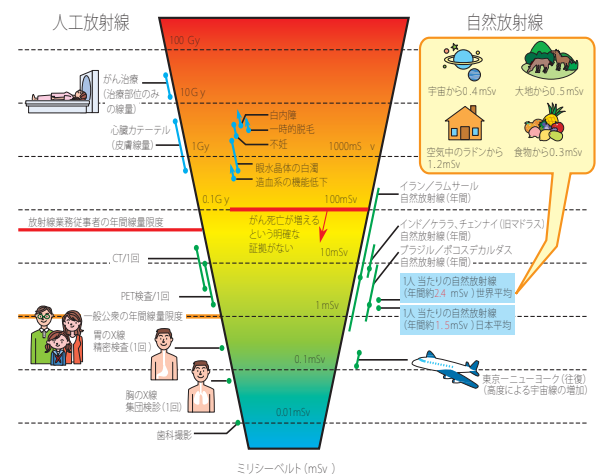 人工放射線
自然放射線
100 Gy
がん治療
(治療部位のみ
の線量)
10Gy
心臓カテーテル
(皮膚線量)
白内障
一時的脱毛
不妊
1Gy
1000mS v
眼水晶体の白濁
造血系の機能低下
0.1Gy
100mSv
放射線業務従事者の年間線量限度
がん死亡が増える
という明確な
証拠がない
10mSv
CT/1回
PET検査/1回
1mSv
一般公衆の年間線量限度
胃のX線
精密検査(1回)
0.1mSv
胸のX線
集団検診(1回)
0.01mSv
歯科撮影
ミリシーベルト(mSv )
宇宙から0.4mSv
大地から0.5mSv
空気中のラドンから
1.2mSv
食物から0.3mSv
イラン/ラムサール
自然放射線(年間)
インド/ケララ、チェンナイ(旧マドラス)
自然放射線(年間)
ブラジル/ポコスデカルダス
自然放射線(年間)
1人当たりの自然放射線
(年間約2.4 mSv)世界平均
1人当たりの自然放射線
(年間約1.5mSv)日本平均
東京ーニューヨーク(往復)
(高度による宇宙線の増加)